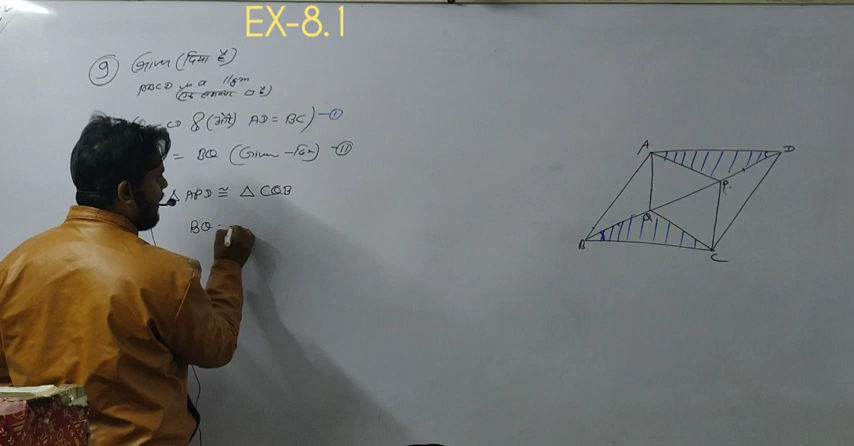 EX-8.1
9 Given (दिया है)
ABCD is a ||gm
(एक समान्तर ▱ है)
CD & (और) AD = BC) - I
= BQ (Given - दिया) - II
△ APD ≅ △ CQB
BQ =
A D
P
Q
B C